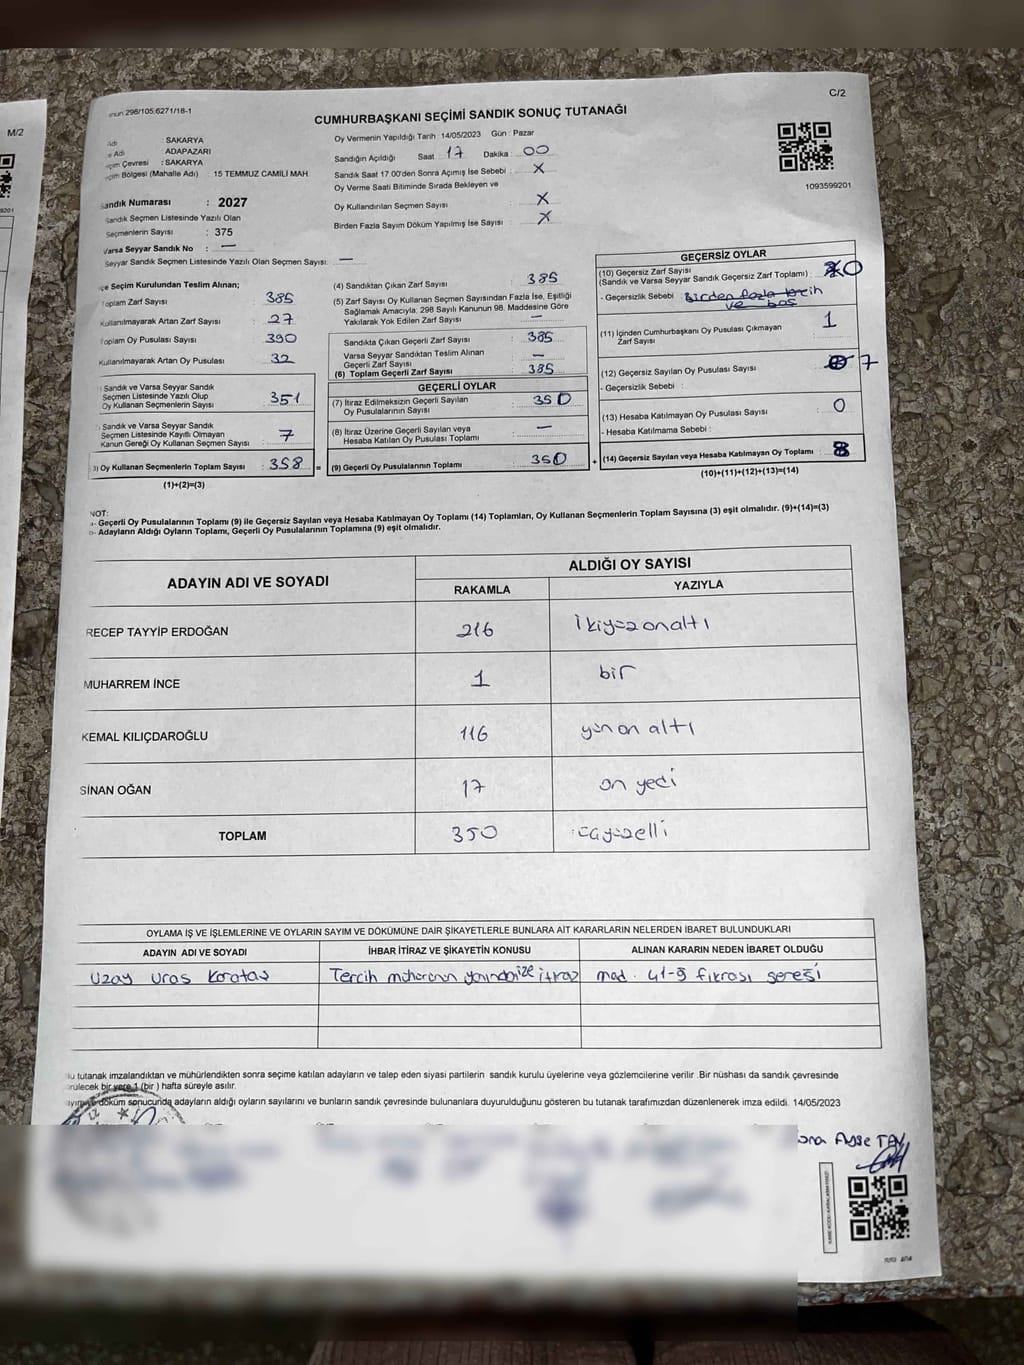 M/2
C/2
298/105.6271/18-1
CUMHURBAŞKANI SEÇİMİ SANDIK SONUÇ TUTANAĞI
: SAKARYA
Adı : ADAPAZARI
Çevresi : SAKARYA
Bölgesi (Mahalle Adı) 15 TEMMUZ CAMİLİ MAH
Sandık Numarası : 2027
Sandık Seçmen Listesinde Yazılı Olan
Seçmenlerin Sayısı : 375
Varsa Seyyar Sandık No : —
Seyyar Sandık Seçmen Listesinde Yazılı Olan Seçmen Sayısı: —
Oy Vermenin Yapıldığı Tarih :14/05/2023 Gün : Pazar
Sandığın Açıldığı Saat : 17 Dakika : 00
Sandık Saat 17.00'den Sonra Açımış İse Sebebi : X
Oy Verme Saati Bitiminde Sırada Bekleyen ve
Oy Kullandırılan Seçmen Sayısı : X
Birden Fazla Sayım Döküm Yapılmış İse Sayısı : X
1093599201
Seçim Kurulundan Teslim Alınan;
Toplam Zarf Sayısı : 385
Kullanılmayarak Artan Zarf Sayısı : 27
Toplam Oy Pusulası Sayısı : 390
Kullanılmayarak Artan Oy Pusulası : 32
Sandık ve Varsa Seyyar Sandık
Seçmen Listesinde Yazılı Olup
Oy Kullanan Seçmenlerin Sayısı : 351
Sandık ve Varsa Seyyar Sandık
Seçmen Listesinde Kayıtlı Olmayan
Kanun Gereği Oy Kullanan Seçmen Sayısı : 7
3) Oy Kullanan Seçmenlerin Toplam Sayısı : 358 =
(1)+(2)=(3)
(4) Sandıktan Çıkan Zarf Sayısı : 385
(5) Zarf Sayısı Oy Kullanan Seçmen Sayısından Fazla İse, Eşitliği
Sağlamak Amacıyla; 298 Sayılı Kanunun 98. Maddesine Göre
Yakılarak Yok Edilen Zarf Sayısı : —
Sandıkta Çıkan Geçerli Zarf Sayısı : 385
Varsa Seyyar Sandıktan Teslim Alınan
Geçerli Zarf Sayısı : —
(6) Toplam Geçerli Zarf Sayısı : 385
GEÇERLİ OYLAR
(7) İtiraz Edilmeksizin Geçerli Sayılan
Oy Pusulalarının Sayısı : 350
(8) İtiraz Üzerine Geçerli Sayılan veya
Hesaba Katılan Oy Pusulası Toplamı : —
(9) Geçerli Oy Pusulalarının Toplamı : 350 +
GEÇERSİZ OYLAR
(10) Geçersiz Zarf Sayısı
(Sandık ve Varsa Seyyar Sandık Geçersiz Zarf Toplamı) : 0
- Geçersizlik Sebebi : Birden fazla tercih
ve boş
(11) İçinden Cumhurbaşkanı Oy Pusulası Çıkmayan
Zarf Sayısı : 1
(12) Geçersiz Sayılan Oy Pusulası Sayısı : 7
- Geçersizlik Sebebi :
(13) Hesaba Katılmayan Oy Pusulası Sayısı : 0
- Hesaba Katılmama Sebebi :
(14) Geçersiz Sayılan veya Hesaba Katılmayan Oy Toplamı : 8
(10)+(11)+(12)+(13)=(14)
NOT:
a- Geçerli Oy Pusulalarının Toplamı (9) ile Geçersiz Sayılan veya Hesaba Katılmayan Oy Toplamı (14) Toplamları, Oy Kullanan Seçmenlerin Toplam Sayısına (3) eşit olmalıdır. (9)+(14)=(3)
b- Adayların Aldığı Oyların Toplamı, Geçerli Oy Pusulalarının Toplamına (9) eşit olmalıdır.
ADAYIN ADI VE SOYADI
ALDIĞI OY SAYISI
RAKAMLA YAZIYLA
RECEP TAYYİP ERDOĞAN 216 ikiyüzonaltı
MUHARREM İNCE 1 bir
KEMAL KILIÇDAROĞLU 116 yüzonaltı
SİNAN OĞAN 17 on yedi
TOPLAM 350 üçyüzelli
OYLAMA İŞ VE İŞLEMLERİNE VE OYLARIN SAYIM VE DÖKÜMÜNE DAİR ŞİKAYETLERLE BUNLARA AİT KARARLARIN NELERDEN İBARET BULUNDUKLARI
ADAYIN ADI VE SOYADI İHBAR İTİRAZ VE ŞİKAYETİN KONUSU ALINAN KARARIN NEDEN İBARET OLDUĞU
Uzay Uras Karataş Tercih mührünün itiraz mad. 41-g fıkrası gereği
Bu tutanak imzalandıktan ve mühürlendikten sonra seçime katılan adayların ve talep eden siyasi partilerin sandık kurulu üyelerine veya gözlemcilerine verilir .Bir nüshası da sandık çevresinde
görülecek bir yere 1 (bir ) hafta süreyle asılır.
Sayım ve döküm sonucunda adayların aldığı oyların sayılarını ve bunların sandık çevresinde bulunanlara duyurulduğunu gösteren bu tutanak tarafımızdan düzenlenerek imza edildi. 14/05/2023
Ayşe TAY